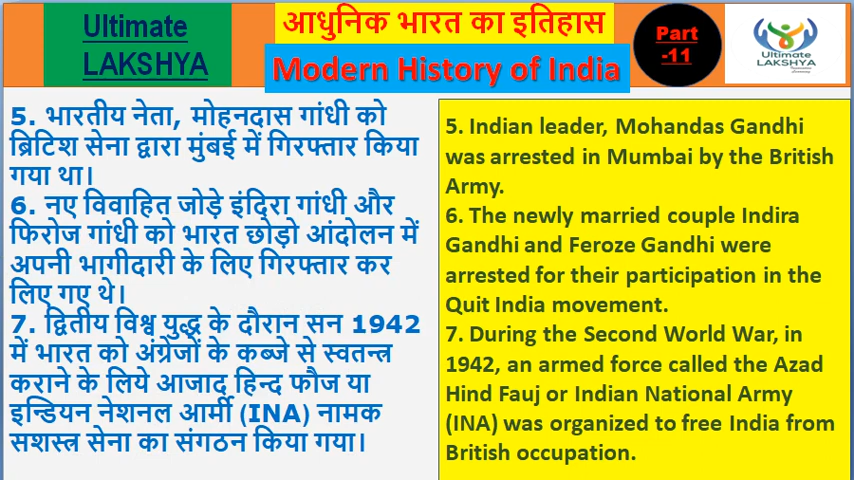 Ultimate
LAKSHYA
आधुनिक भारत का इतिहास
Modern History of India
Part
-11
Ultimate
LAKSHYA
5. भारतीय नेता, मोहनदास गांधी को
ब्रिटिश सेना द्वारा मुंबई में गिरफ्तार किया
गया था।
6. नए विवाहित जोड़े इंदिरा गांधी और
फिरोज गांधी को भारत छोड़ो आंदोलन में
अपनी भागीदारी के लिए गिरफ्तार कर
लिए गए थे।
7. द्वितीय विश्व युद्ध के दौरान सन 1942
में भारत को अंग्रेजों के कब्जे से स्वतन्त्र
कराने के लिये आजाद हिन्द फौज या
इन्डियन नेशनल आर्मी (INA) नामक
सशस्त्र सेना का संगठन किया गया।
5. Indian leader, Mohandas Gandhi
was arrested in Mumbai by the British
Army.
6. The newly married couple Indira
Gandhi and Feroze Gandhi were
arrested for their participation in the
Quit India movement.
7. During the Second World War, in
1942, an armed force called the Azad
Hind Fauj or Indian National Army
(INA) was organized to free India from
British occupation.